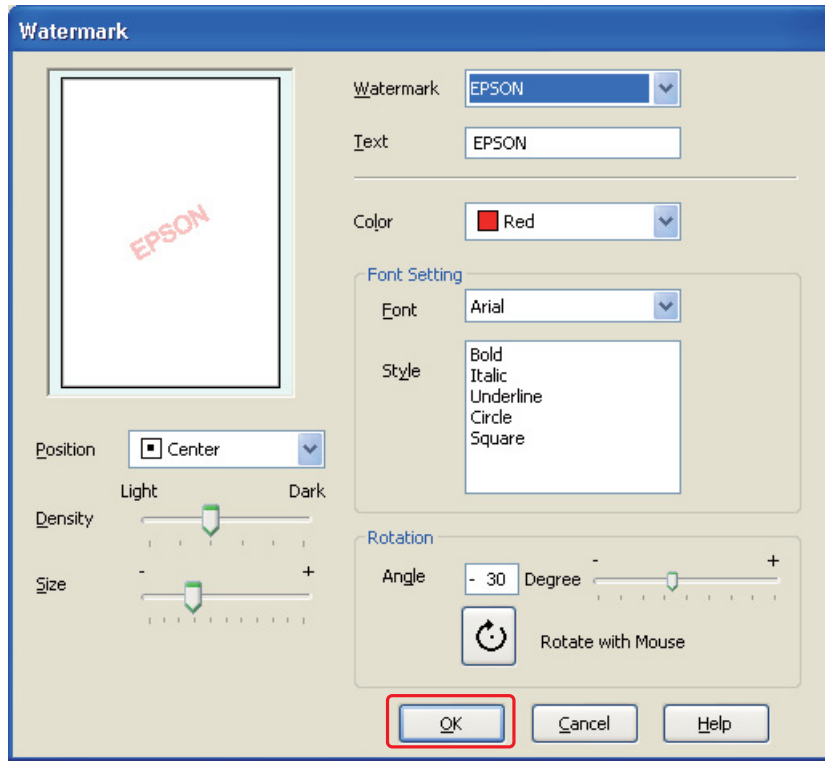 Watermark
EPSON
Watermark EPSON
Text EPSON
Color Red
Font Setting
Font Arial
Style
Bold
Italic
Underline
Circle
Square
Position Center
Light Dark
Density
- +
Size
Rotation
- +
Angle - 30 Degree
Rotate with Mouse
OK Cancel Help